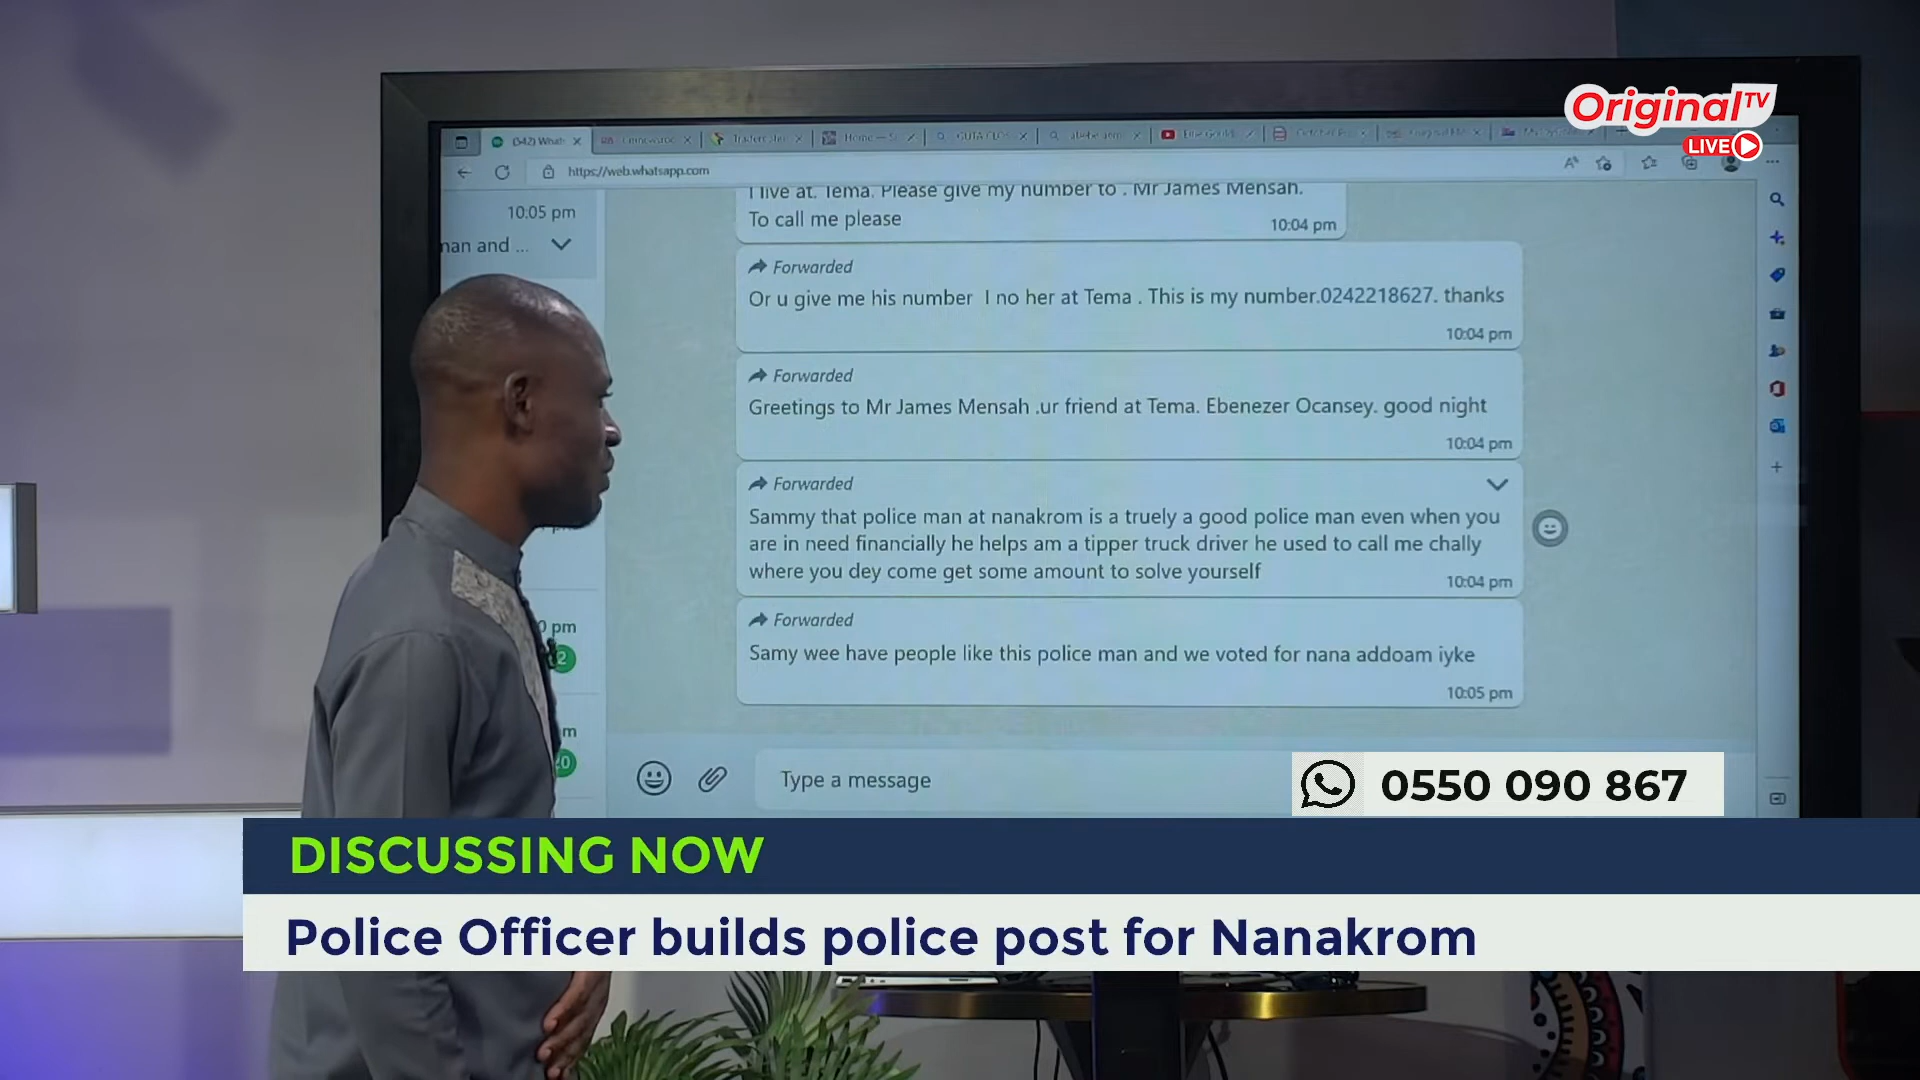 Original TV
LIVE
(542) Whats
Home
https://web.whatsapp.com
10:05 pm
man and ...
I live at. Tema. Please give my number to . Mr James Mensah.
To call me please
10:04 pm
Forwarded
Or u give me his number I no her at Tema . This is my number.0242218627. thanks
10:04 pm
Forwarded
Greetings to Mr James Mensah .ur friend at Tema. Ebenezer Ocansey. good night
10:04 pm
Forwarded
Sammy that police man at nanakrom is a truely a good police man even when you
are in need financially he helps am a tipper truck driver he used to call me chally
where you dey come get some amount to solve yourself
10:04 pm
Forwarded
Samy wee have people like this police man and we voted for nana addoam iyke
10:05 pm
Type a message
0550 090 867
DISCUSSING NOW
Police Officer builds police post for Nanakrom